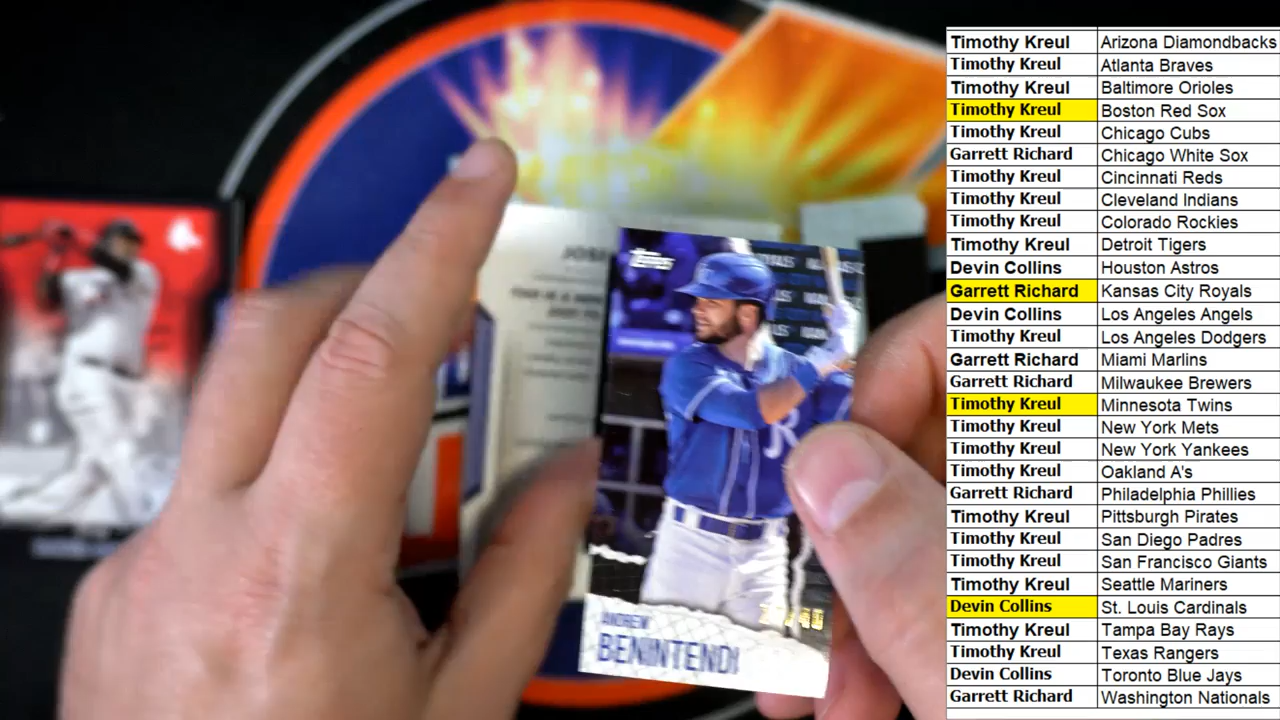 Timothy Kreul Arizona Diamondbacks
Timothy Kreul Atlanta Braves
Timothy Kreul Baltimore Orioles
Timothy Kreul Boston Red Sox
Timothy Kreul Chicago Cubs
Garrett Richard Chicago White Sox
Timothy Kreul Cincinnati Reds
Timothy Kreul Cleveland Indians
Timothy Kreul Colorado Rockies
Timothy Kreul Detroit Tigers
Devin Collins Houston Astros
Garrett Richard Kansas City Royals
Devin Collins Los Angeles Angels
Timothy Kreul Los Angeles Dodgers
Garrett Richard Miami Marlins
Garrett Richard Milwaukee Brewers
Timothy Kreul Minnesota Twins
Timothy Kreul New York Mets
Timothy Kreul New York Yankees
Timothy Kreul Oakland A's
Garrett Richard Philadelphia Phillies
Timothy Kreul Pittsburgh Pirates
Timothy Kreul San Diego Padres
Timothy Kreul San Francisco Giants
Timothy Kreul Seattle Mariners
Devin Collins St. Louis Cardinals
Timothy Kreul Tampa Bay Rays
Timothy Kreul Texas Rangers
Devin Collins Toronto Blue Jays
Garrett Richard Washington Nationals
Topps
R
ANDREW
BENINTENDI